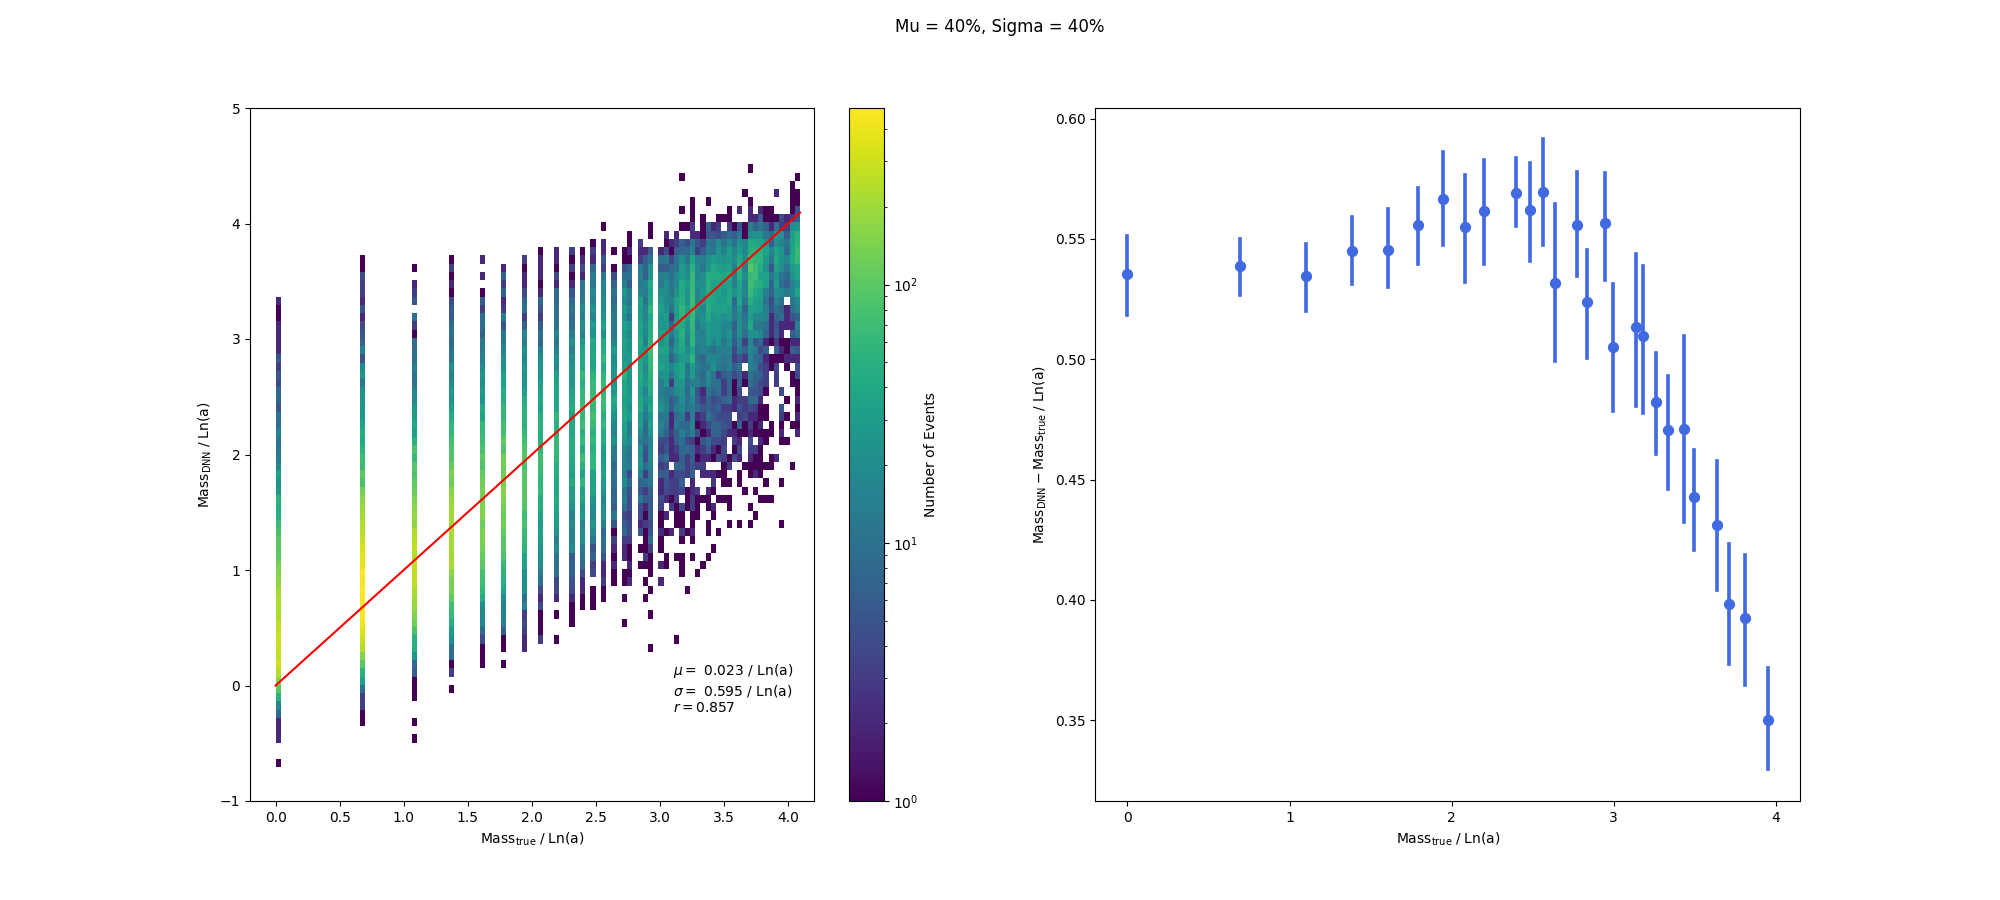 Mu = 40%, Sigma = 40%
5
4
3
2
1
0
−1
Mass_DNN / Ln(a)
0.0 0.5 1.0 1.5 2.0 2.5 3.0 3.5 4.0
Mass_true / Ln(a)
μ = 0.023 / Ln(a)
σ = 0.595 / Ln(a)
r = 0.857
10^2
10^1
10^0
Number of Events
0.60
0.55
0.50
0.45
0.40
0.35
Mass_DNN − Mass_true / Ln(a)
0 1 2 3 4
Mass_true / Ln(a)